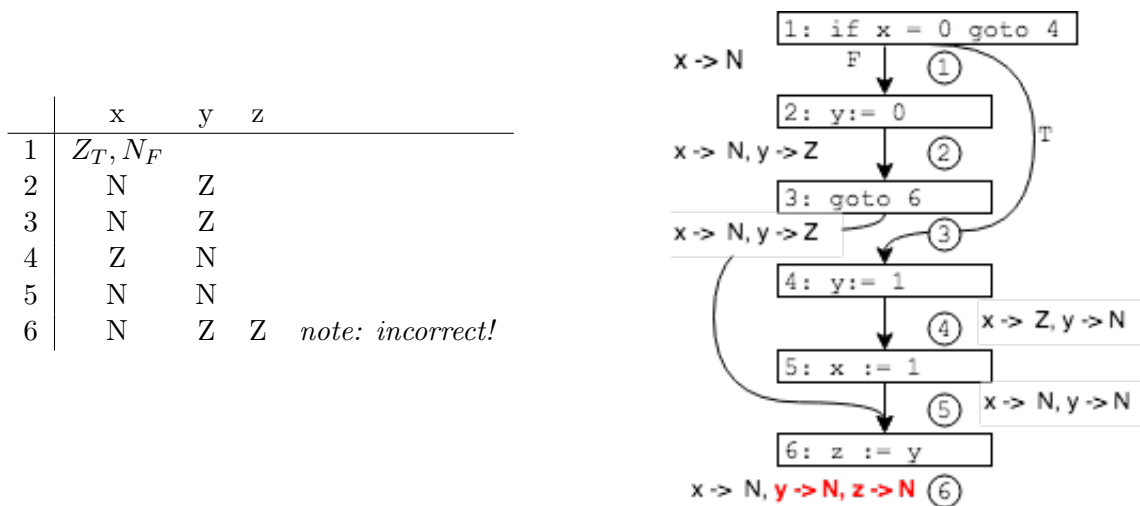 x y z
1 Z_T, N_F
2 N Z
3 N Z
4 Z N
5 N N
6 N Z Z note: incorrect!
1: if x = 0 goto 4
x -> N
F
1
2: y:= 0
T
x -> N, y -> Z
2
3: goto 6
x -> N, y -> Z
3
4: y:= 1
4
x -> Z, y -> N
5: x := 1
5
x -> N, y -> N
6: z := y
x -> N, y -> N, z -> N
6